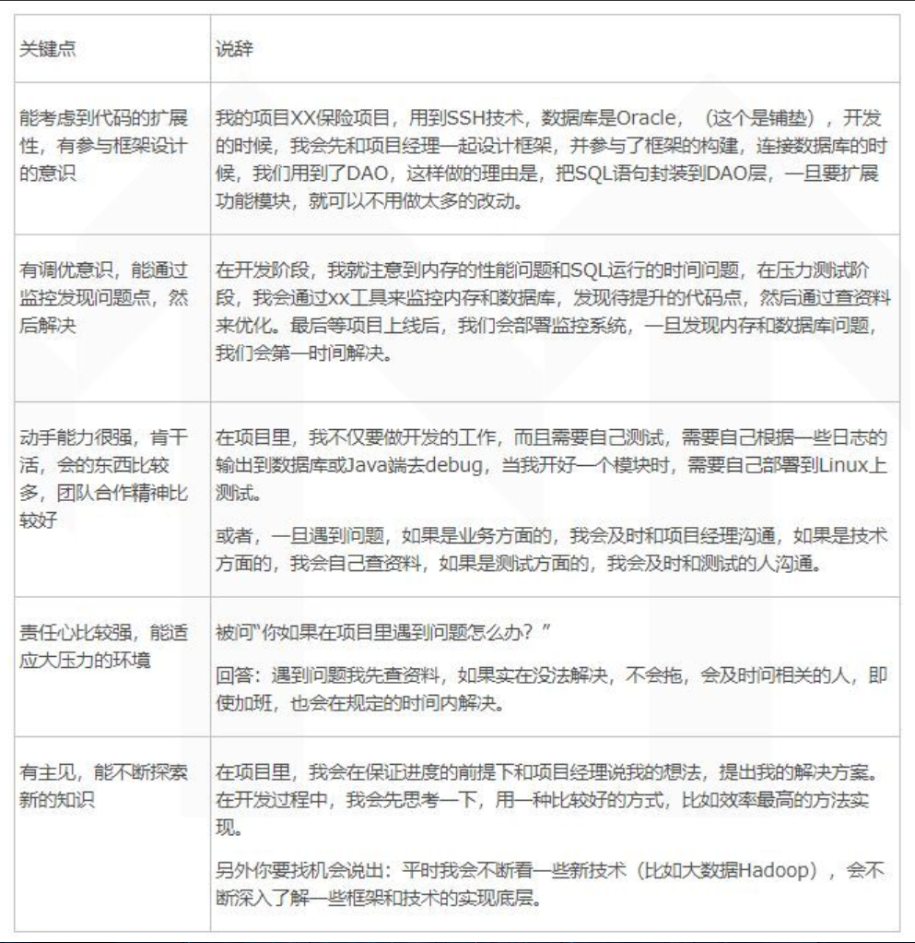 关键点
说辞
能考虑到代码的扩展
性，有参与框架设计
的意识
我的项目XX保险项目，用到SSH技术，数据库是Oracle，（这个是铺垫），开发
的时候，我会先和项目经理一起设计框架，并参与了框架的构建，连接数据库的时
候，我们用到了DAO，这样做的理由是，把SQL语句封装到DAO层，一旦要扩展
功能模块，就可以不用做太多的改动。
有调优意识，能通过
监控发现问题点，然
后解决
在开发阶段，我就注意到内存的性能问题和SQL运行的时间问题，在压力测试阶
段，我会通过xx工具来监控内存和数据库，发现待提升的代码点，然后通过查资料
来优化。最后等项目上线后，我们会部署监控系统，一旦发现内存和数据库问题，
我们会第一时间解决。
动手能力很强，肯干
活，会的东西比较
多，团队合作精神比
较好
在项目里，我不仅要做开发的工作，而且需要自己测试，需要自己根据一些日志的
输出到数据库或Java端去debug，当我开好一个模块时，需要自己部署到Linux上
测试。
或者，一旦遇到问题，如果是业务方面的，我会及时和项目经理沟通，如果是技术
方面的，我会自己查资料，如果是测试方面的，我会及时和测试的人沟通。
责任心比较强，能适
应大压力的环境
被问“你如果在项目里遇到问题怎么办？”
回答：遇到问题我先查资料，如果实在没法解决，不会拖，会及时问相关的人，即
使加班，也会在规定的时间内解决。
有主见，能不断探索
新的知识
在项目里，我会在保证进度的前提下和项目经理说我的想法，提出我的解决方案。
在开发过程中，我会先思考一下，用一种比较好的方式，比如效率最高的方法实
现。
另外你要找机会说出：平时我会不断看一些新技术（比如大数据Hadoop），会不
断深入了解一些框架和技术的实现底层。